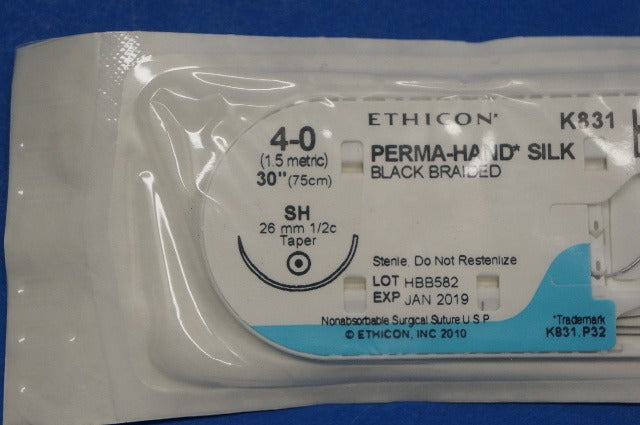 ETHICON* K831
4-0
(1.5 metric)
30" (75cm)
PERMA-HAND* SILK
BLACK BRAIDED
SH
26 mm 1/2c
Taper
Sterile. Do Not Resterilize
LOT HBB582
EXP JAN 2019
Nonabsorbable Surgical Suture U S P
*Trademark
© ETHICON, INC 2010
K831.P32